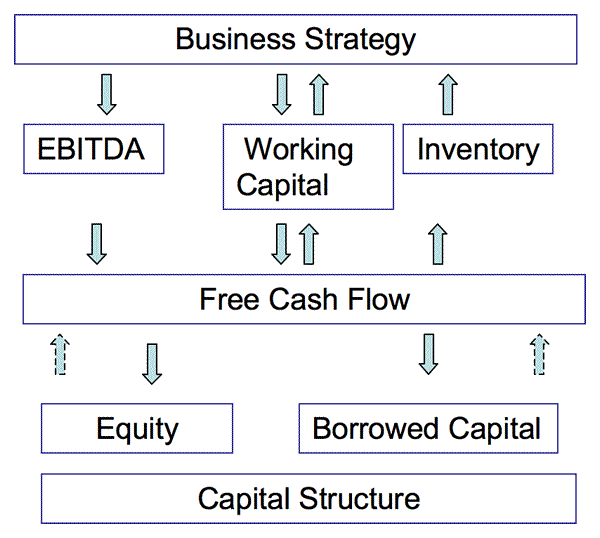 Business Strategy
EBITDA
Working
Capital
Inventory
Free Cash Flow
Equity
Borrowed Capital
Capital Structure